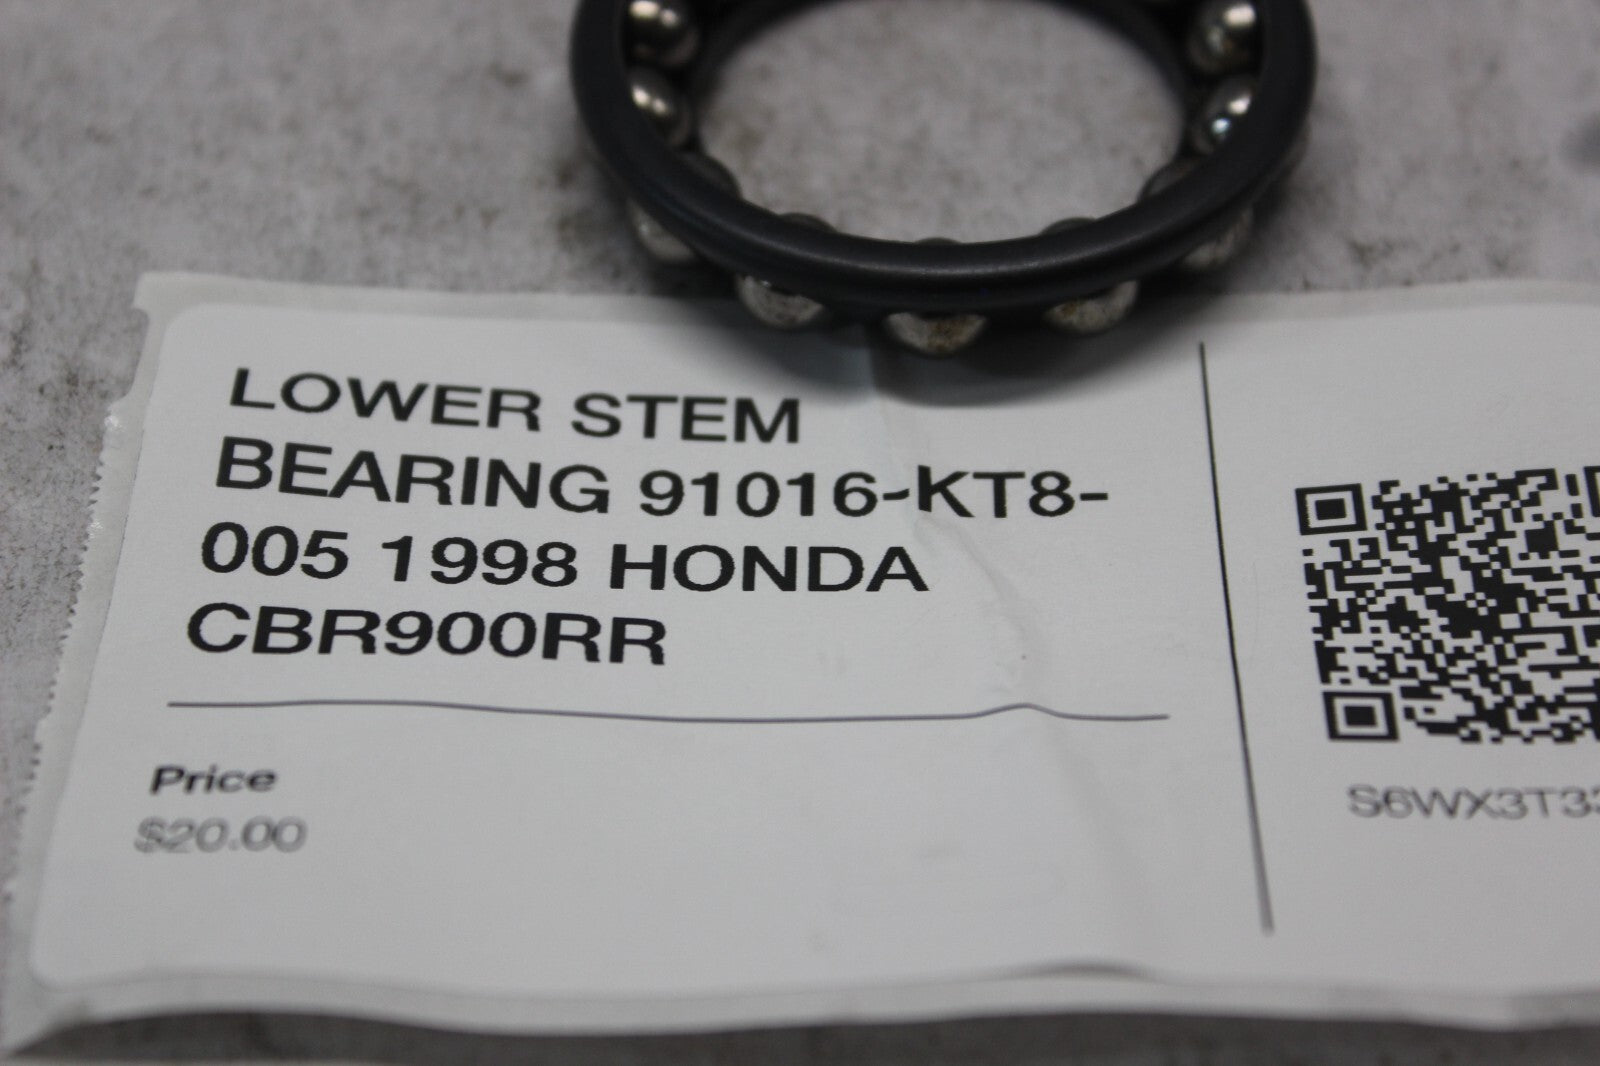 LOWER STEM
BEARING 91016-KT8-
005 1998 HONDA
CBR900RR
Price
$20.00